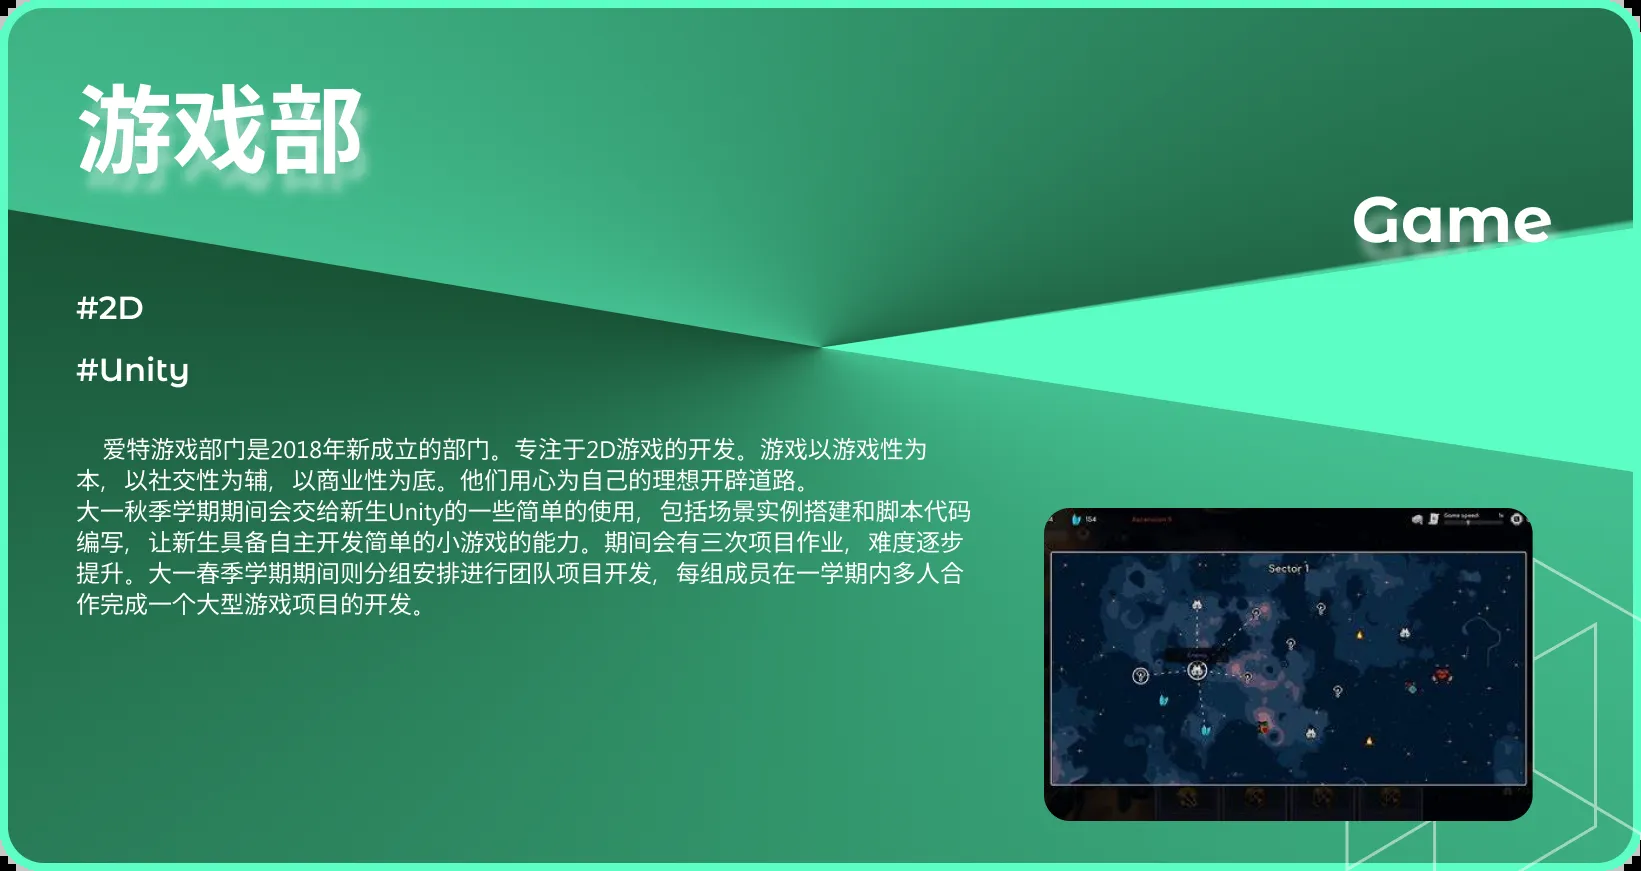 游戏部
Game
#2D
#Unity
爱特游戏部门是2018年新成立的部门。专注于2D游戏的开发。游戏以游戏性为
本，以社交性为辅，以商业性为底。他们用心为自己的理想开辟道路。
大一秋季学期期间会交给新生Unity的一些简单的使用，包括场景实例搭建和脚本代码
编写，让新生具备自主开发简单的小游戏的能力。期间会有三次项目作业，难度逐步
提升。大一春季学期期间则分组安排进行团队项目开发，每组成员在一学期内多人合
作完成一个大型游戏项目的开发。
154
Game speed
1x
Sector 1